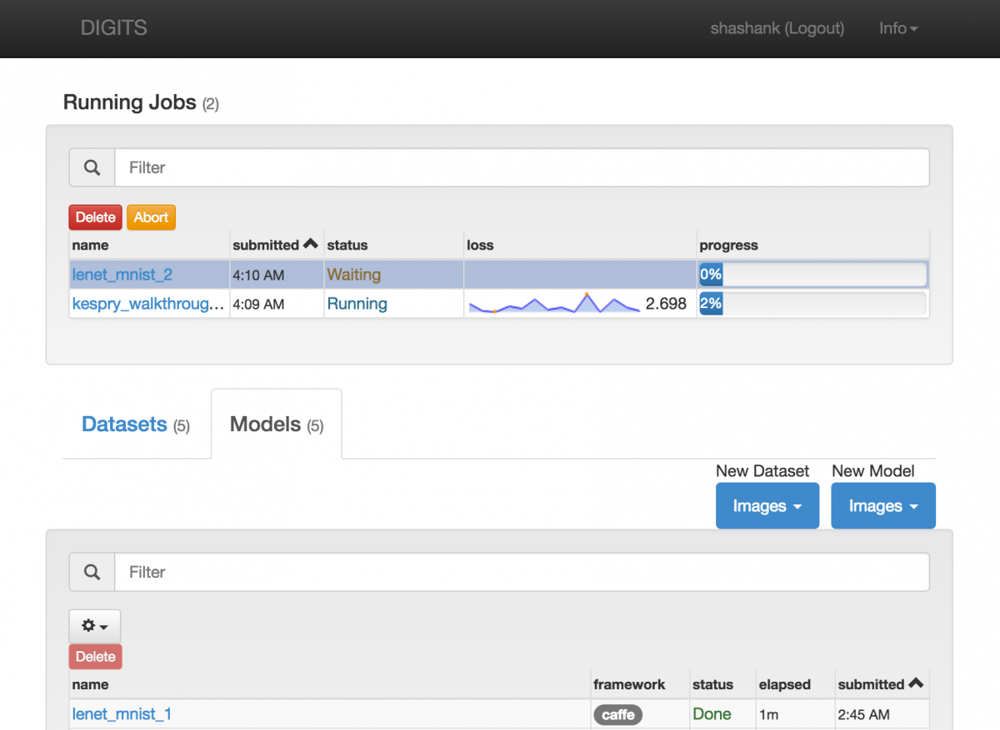 DIGITS shashank (Logout) Info
Running Jobs (2)
Filter
Delete Abort
name submitted status loss progress
lenet_mnist_2 4:10 AM Waiting 0%
kespry_walkthroug... 4:09 AM Running 2.698 2%
Datasets (5) Models (5)
New Dataset New Model
Images Images
Filter
Delete
name framework status elapsed submitted
lenet_mnist_1 caffe Done 1m 2:45 AM